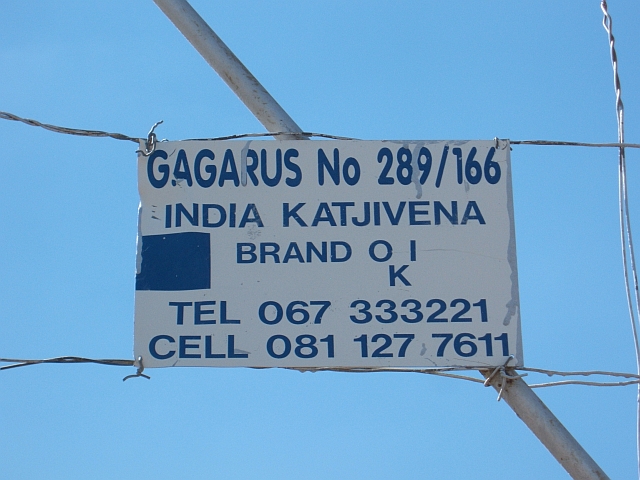 GAGARUS No 289/166
INDIA KATJIVENA
BRAND O I
K
TEL 067 333221
CELL 081 127 7611